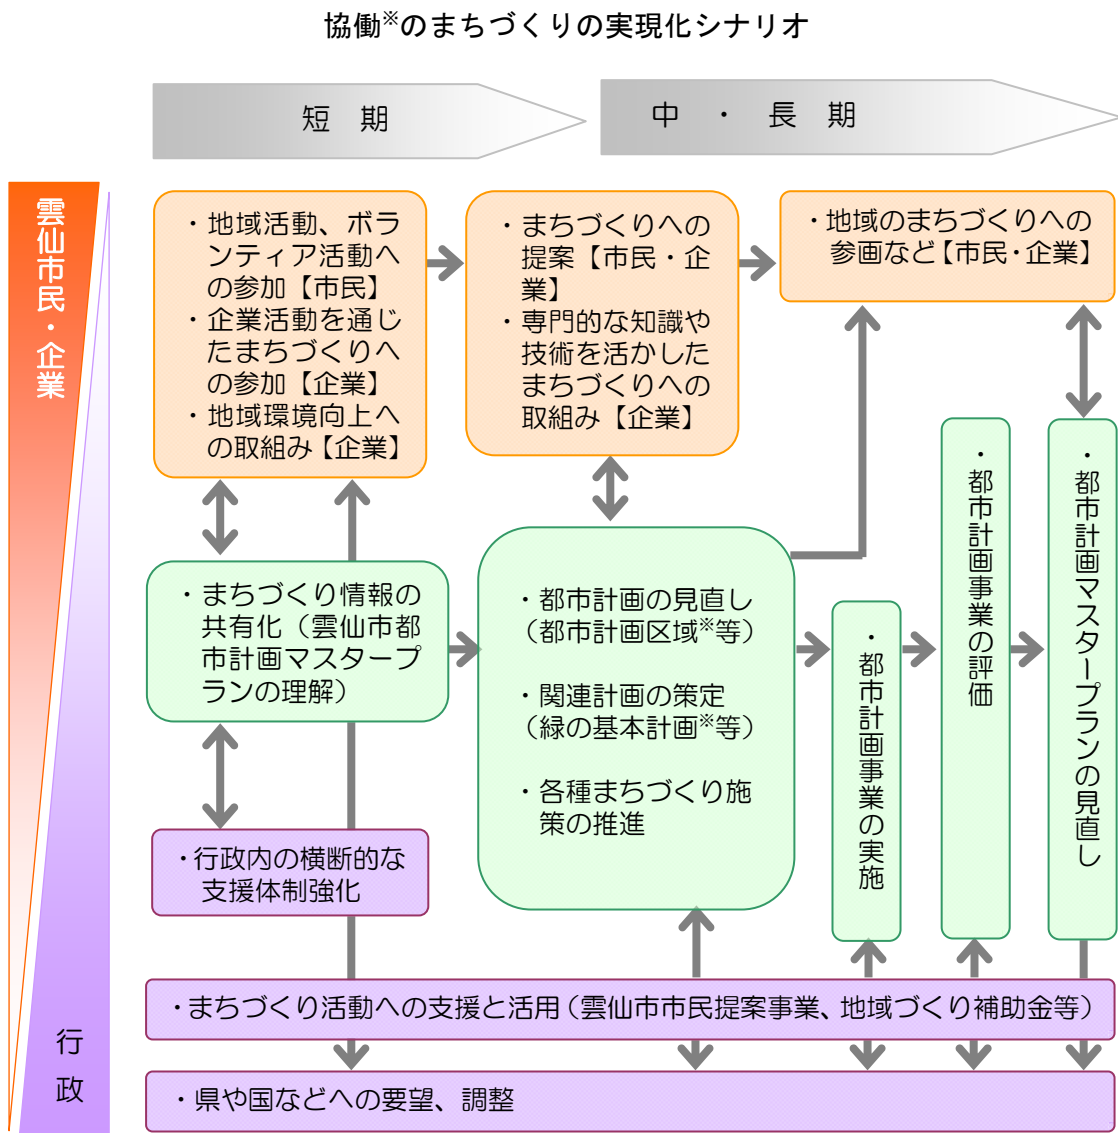 協働※のまちづくりの実現化シナリオ
短 期
中 ・ 長 期
雲仙市民・企業
・地域活動、ボラ
ンティア活動へ
の参加【市民】
・企業活動を通じ
たまちづくりへ
の参加【企業】
・地域環境向上へ
の取組み【企業】
・まちづくりへの
提案【市民・企
業】
・専門的な知識や
技術を活かした
まちづくりへの
取組み【企業】
・地域のまちづくりへの
参画など【市民・企業】
・まちづくり情報の
共有化（雲仙市都
市計画マスタープ
ランの理解）
・都市計画の見直し
（都市計画区域※等）
・関連計画の策定
（緑の基本計画※等）
・各種まちづくり施
策の推進
・都市計画事業の実施
・都市計画事業の評価
・都市計画マスタープランの見直し
・行政内の横断的な
支援体制強化
行政
・まちづくり活動への支援と活用（雲仙市市民提案事業、地域づくり補助金等）
・県や国などへの要望、調整